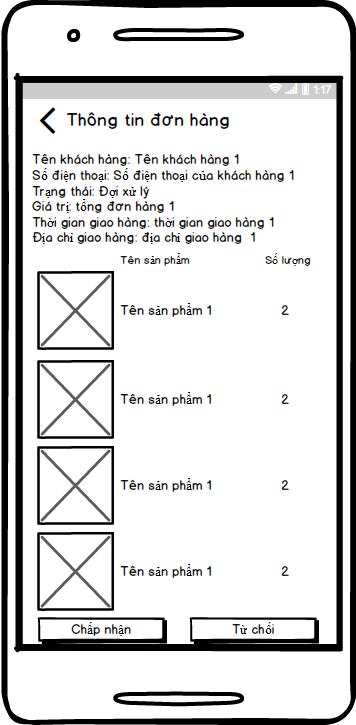 1:17
Thông tin đơn hàng
Tên khách hàng: Tên khách hàng 1
Số điện thoại: Số điện thoại của khách hàng 1
Trạng thái: Đợi xử lý
Giá trị: tổng đơn hàng 1
Thời gian giao hàng: thời gian giao hàng 1
Địa chỉ giao hàng: địa chỉ giao hàng 1
Tên sản phẩm Số lượng
Tên sản phẩm 1 2
Tên sản phẩm 1 2
Tên sản phẩm 1 2
Tên sản phẩm 1 2
Chấp nhận Từ chối